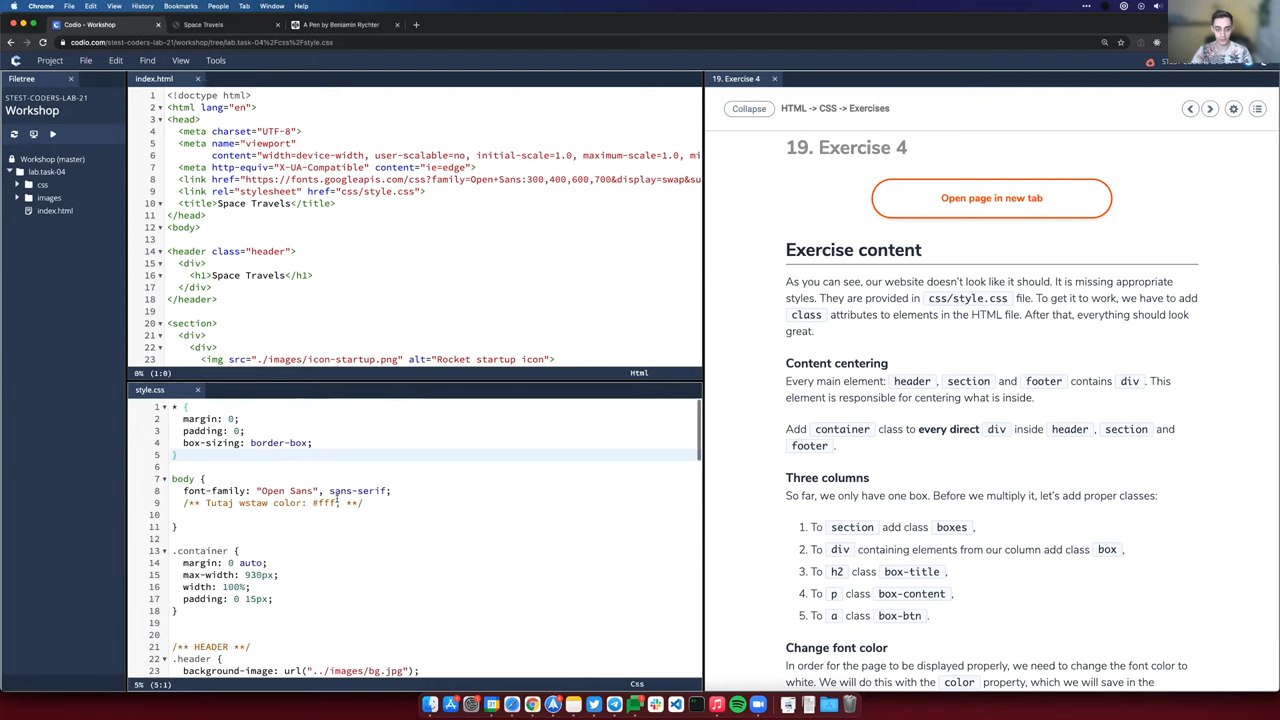 Chrome File Edit View History Bookmarks People Tab Window Help
Codio - Workshop
Space Travels
A Pen by Beniamin Rychter
codio.com/stest-coders-lab-21/workshop/tree/lab.task-04%2Fcss%2Fstyle.css
Project File Edit Find View Tools
Filetree
STEST-CODERS-LAB-21
Workshop
Workshop (master)
lab.task-04
css
images
index.html
index.html
1 <!doctype html>
2 <html lang="en">
3 <head>
4 <meta charset="UTF-8">
5 <meta name="viewport"
6 content="width=device-width, user-scalable=no, initial-scale=1.0, maximum-scale=1.0, mi
7 <meta http-equiv="X-UA-Compatible" content="ie=edge">
8 <link href="https://fonts.googleapis.com/css?family=Open+Sans:300,400,600,700&display=swap&su
9 <link rel="stylesheet" href="css/style.css">
10 <title>Space Travels</title>
11 </head>
12 <body>
13
14 <header class="header">
15 <div>
16 <h1>Space Travels</h1>
17 </div>
18 </header>
19
20 <section>
21 <div>
22 <div>
23 <img src="./images/icon-startup.png" alt="Rocket startup icon">
0% (1:0) Html
style.css
1 * {
2 margin: 0;
3 padding: 0;
4 box-sizing: border-box;
5 }
6
7 body {
8 font-family: "Open Sans", sans-serif;
9 /** Tutaj wstaw color: #fff; **/
10
11 }
12
13 .container {
14 margin: 0 auto;
15 max-width: 930px;
16 width: 100%;
17 padding: 0 15px;
18 }
19
20
21 /** HEADER **/
22 .header {
23 background-image: url("../images/bg.jpg");
5% (5:1) Css
19. Exercise 4
Collapse HTML -> CSS -> Exercises
19. Exercise 4
Open page in new tab
Exercise content
As you can see, our website doesn't look like it should. It is missing appropriate
styles. They are provided in css/style.css file. To get it to work, we have to add
class attributes to elements in the HTML file. After that, everything should look
great.
Content centering
Every main element: header, section and footer contains div. This
element is responsible for centering what is inside.
Add container class to every direct div inside header, section and
footer.
Three columns
So far, we only have one box. Before we multiply it, let's add proper classes:
1. To section add class boxes,
2. To div containing elements from our column add class box,
3. To h2 class box-title,
4. To p class box-content,
5. To a class box-btn.
Change font color
In order for the page to be displayed properly, we need to change the font color to
white. We will do this with the color property, which we will save in the